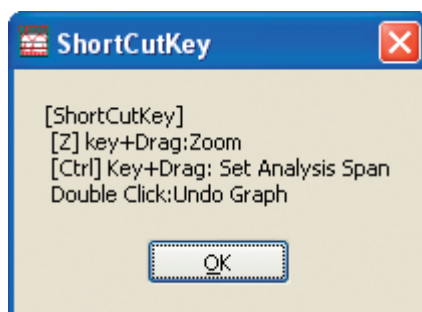 ShortCutKey
[ShortCutKey]
[Z] key+Drag:Zoom
[Ctrl] Key+Drag: Set Analysis Span
Double Click:Undo Graph
OK